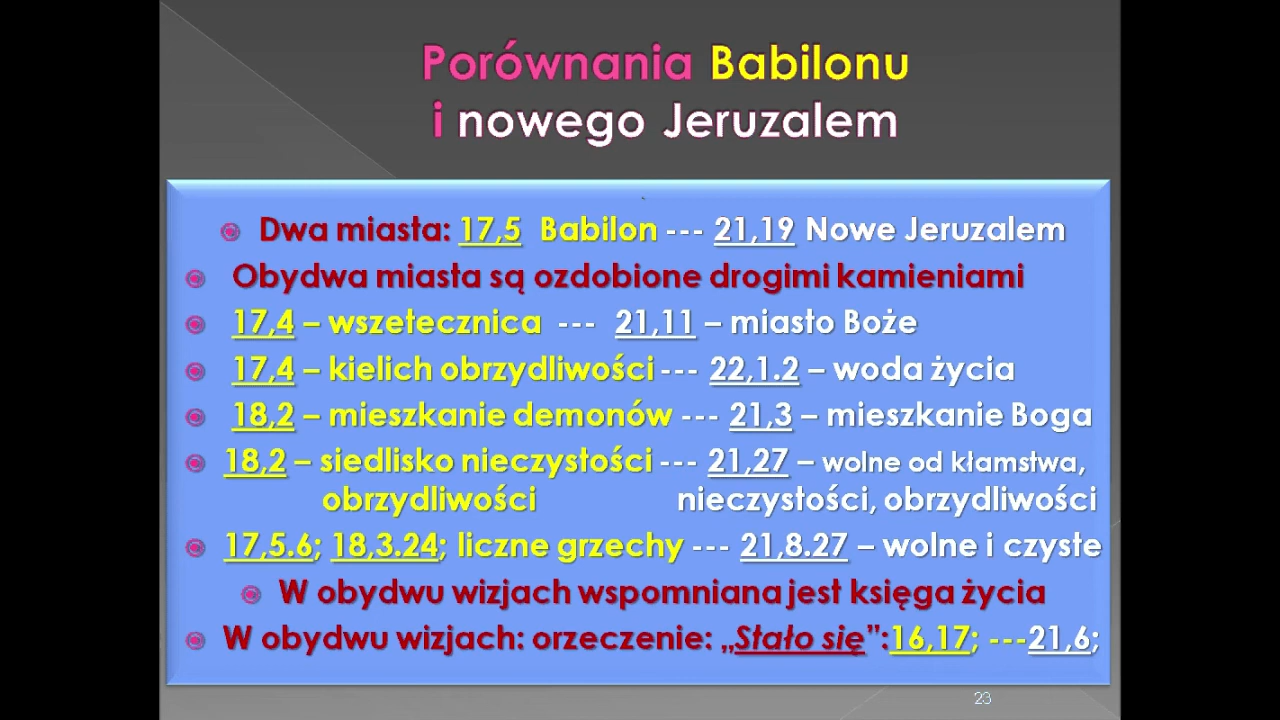 Porównania Babilonu
i nowego Jeruzalem
Dwa miasta: 17,5 Babilon --- 21,19 Nowe Jeruzalem
Obydwa miasta są ozdobione drogimi kamieniami
17,4 – wszetecznica --- 21,11 – miasto Boże
17,4 – kielich obrzydliwości --- 22,1.2 – woda życia
18,2 – mieszkanie demonów --- 21,3 – mieszkanie Boga
18,2 – siedlisko nieczystości --- 21,27 – wolne od kłamstwa,
obrzydliwości nieczystości, obrzydliwości
17,5.6; 18,3.24; liczne grzechy --- 21,8.27 – wolne i czyste
W obydwu wizjach wspomniana jest księga życia
W obydwu wizjach: orzeczenie: „Stało się”:16,17; ---21,6;
23